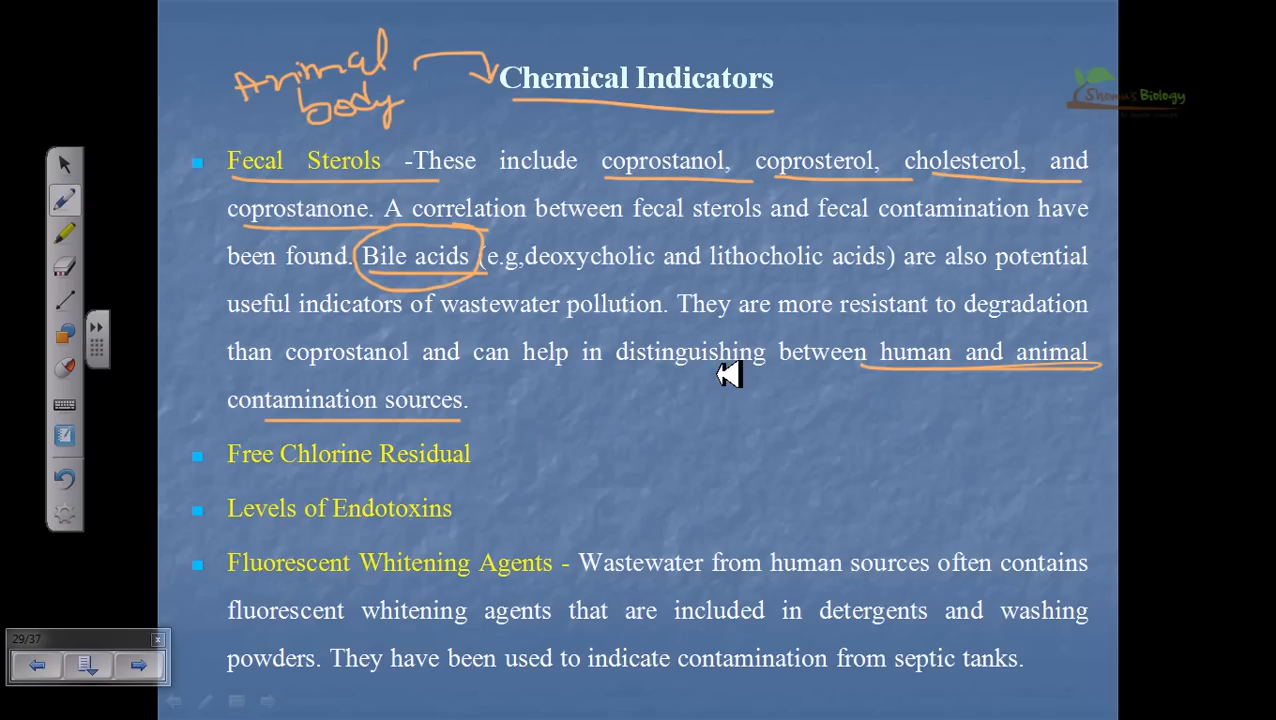 Animal
body
Chemical Indicators
Shomu's Biology
Fecal Sterols -These include coprostanol, coprosterol, cholesterol, and
coprostanone. A correlation between fecal sterols and fecal contamination have
been found. Bile acids (e.g,deoxycholic and lithocholic acids) are also potential
useful indicators of wastewater pollution. They are more resistant to degradation
than coprostanol and can help in distinguishing between human and animal
contamination sources.
Free Chlorine Residual
Levels of Endotoxins
Fluorescent Whitening Agents - Wastewater from human sources often contains
fluorescent whitening agents that are included in detergents and washing
powders. They have been used to indicate contamination from septic tanks.
29/37
x